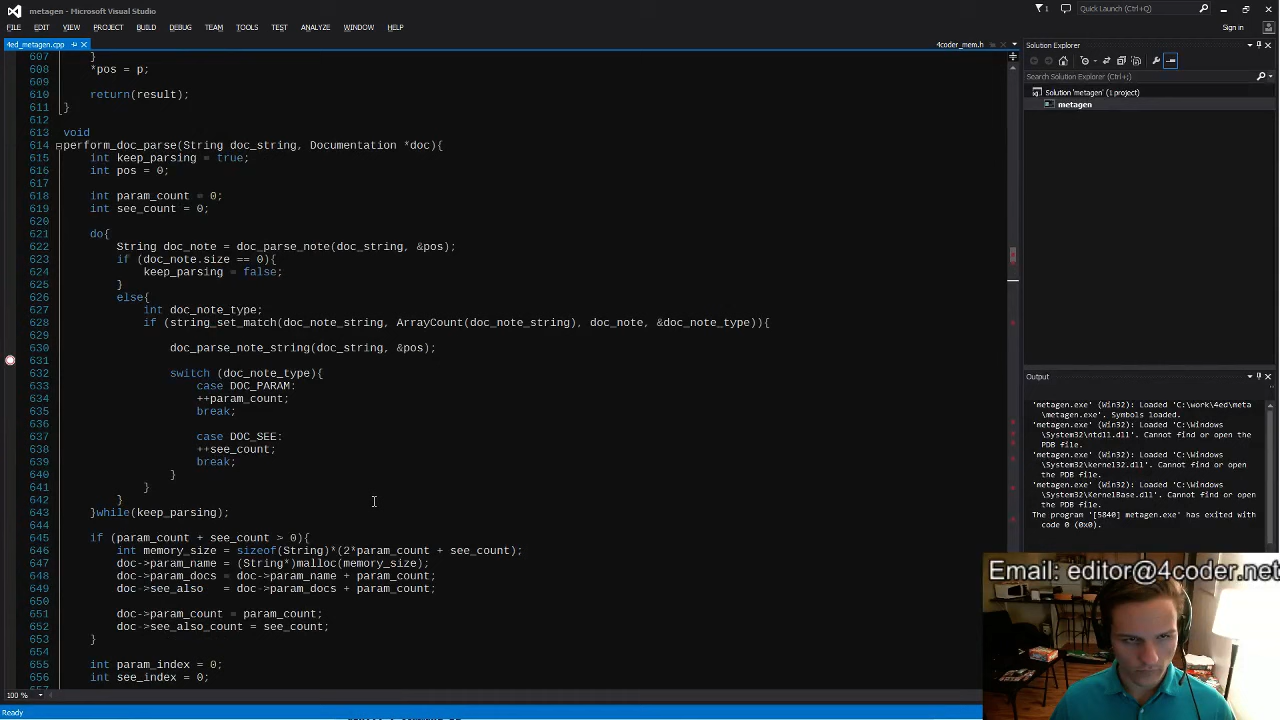 metagen - Microsoft Visual Studio
1
Quick Launch (Ctrl+;)
FILE EDIT VIEW PROJECT BUILD DEBUG TEAM TOOLS TEST ANALYZE WINDOW HELP
Sign in
4ed_metagen.cpp
4coder_mem.h
Solution Explorer
Search Solution Explorer (Ctrl+;)
Solution 'metagen' (1 project)
metagen
607 }
608 *pos = p;
609
610 return(result);
611 }
612
613 void
614 perform_doc_parse(String doc_string, Documentation *doc){
615 int keep_parsing = true;
616 int pos = 0;
617
618 int param_count = 0;
619 int see_count = 0;
620
621 do{
622 String doc_note = doc_parse_note(doc_string, &pos);
623 if (doc_note.size == 0){
624 keep_parsing = false;
625 }
626 else{
627 int doc_note_type;
628 if (string_set_match(doc_note_string, ArrayCount(doc_note_string), doc_note, &doc_note_type)){
629
630 doc_parse_note_string(doc_string, &pos);
631
632 switch (doc_note_type){
633 case DOC_PARAM:
634 ++param_count;
635 break;
636
637 case DOC_SEE:
638 ++see_count;
639 break;
640 }
641 }
642 }
643 }while(keep_parsing);
644
645 if (param_count + see_count > 0){
646 int memory_size = sizeof(String)*(2*param_count + see_count);
647 doc->param_name = (String*)malloc(memory_size);
648 doc->param_docs = doc->param_name + param_count;
649 doc->see_also   = doc->param_docs + param_count;
650
651 doc->param_count = param_count;
652 doc->see_also_count = see_count;
653 }
654
655 int param_index = 0;
656 int see_index = 0;
100 %
Output
'metagen.exe' (Win32): Loaded 'C:\work\4ed\meta
\metagen.exe'. Symbols loaded.
'metagen.exe' (Win32): Loaded 'C:\Windows
\System32\ntdll.dll'. Cannot find or open the
PDB file.
'metagen.exe' (Win32): Loaded 'C:\Windows
\System32\kernel32.dll'. Cannot find or open the
PDB file.
'metagen.exe' (Win32): Loaded 'C:\Windows
\System32\KernelBase.dll'. Cannot find or open
the PDB file.
The program '[5840] metagen.exe' has exited with
code 0 (0x0).
Email: editor@4coder.net
Ready